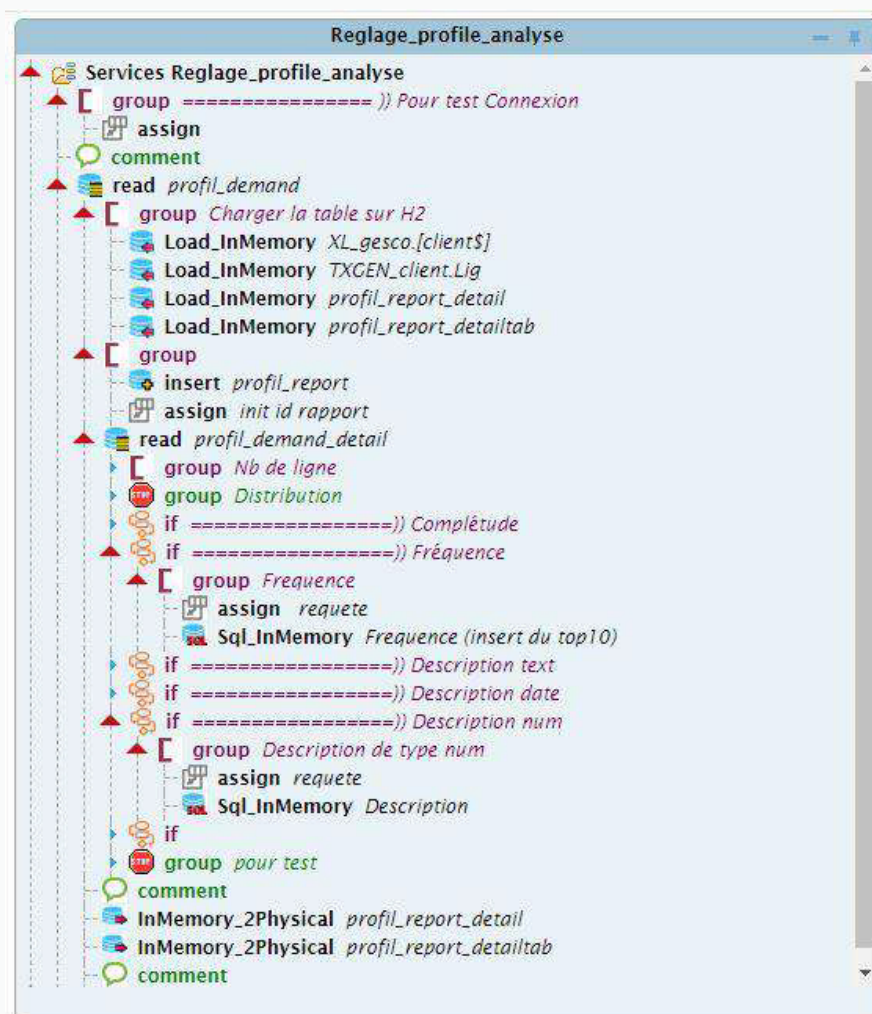 Reglage_profile_analyse
Services Reglage_profile_analyse
group ================ )) Pour test Connexion
assign
comment
read profil_demand
group Charger la table sur H2
Load_InMemory XL_gesco.[client$]
Load_InMemory TXGEN_client.Lig
Load_InMemory profil_report_detail
Load_InMemory profil_report_detailtab
group
insert profil_report
assign init id rapport
read profil_demand_detail
group Nb de ligne
STOP group Distribution
if =================)) Complétude
if =================)) Fréquence
group Frequence
assign requete
SQL Sql_InMemory Frequence (insert du top10)
if =================)) Description text
if =================)) Description date
if =================)) Description num
group Description de type num
assign requete
SQL Sql_InMemory Description
if
STOP group pour test
comment
InMemory_2Physical profil_report_detail
InMemory_2Physical profil_report_detailtab
comment